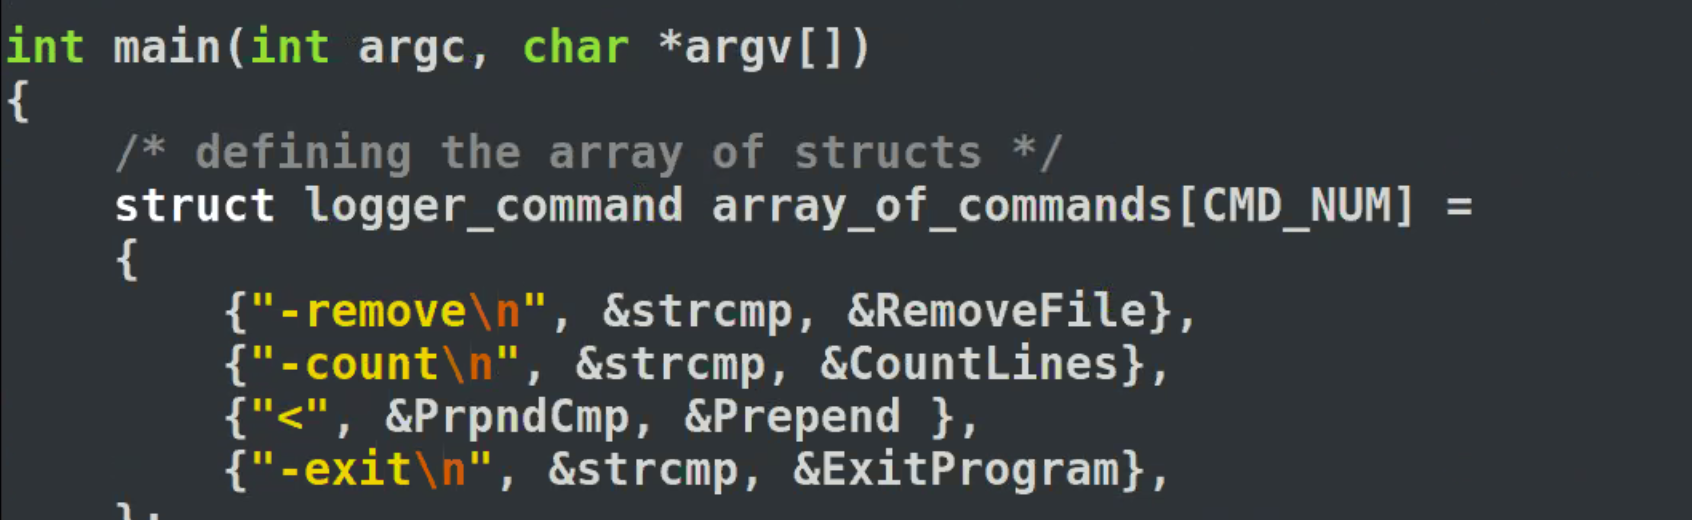 int main(int argc, char *argv[])
{
/* defining the array of structs */
struct logger_command array_of_commands[CMD_NUM] =
{
{"-remove\n", &strcmp, &RemoveFile},
{"-count\n", &strcmp, &CountLines},
{"<", &PrpndCmp, &Prepend },
{"-exit\n", &strcmp, &ExitProgram},
};